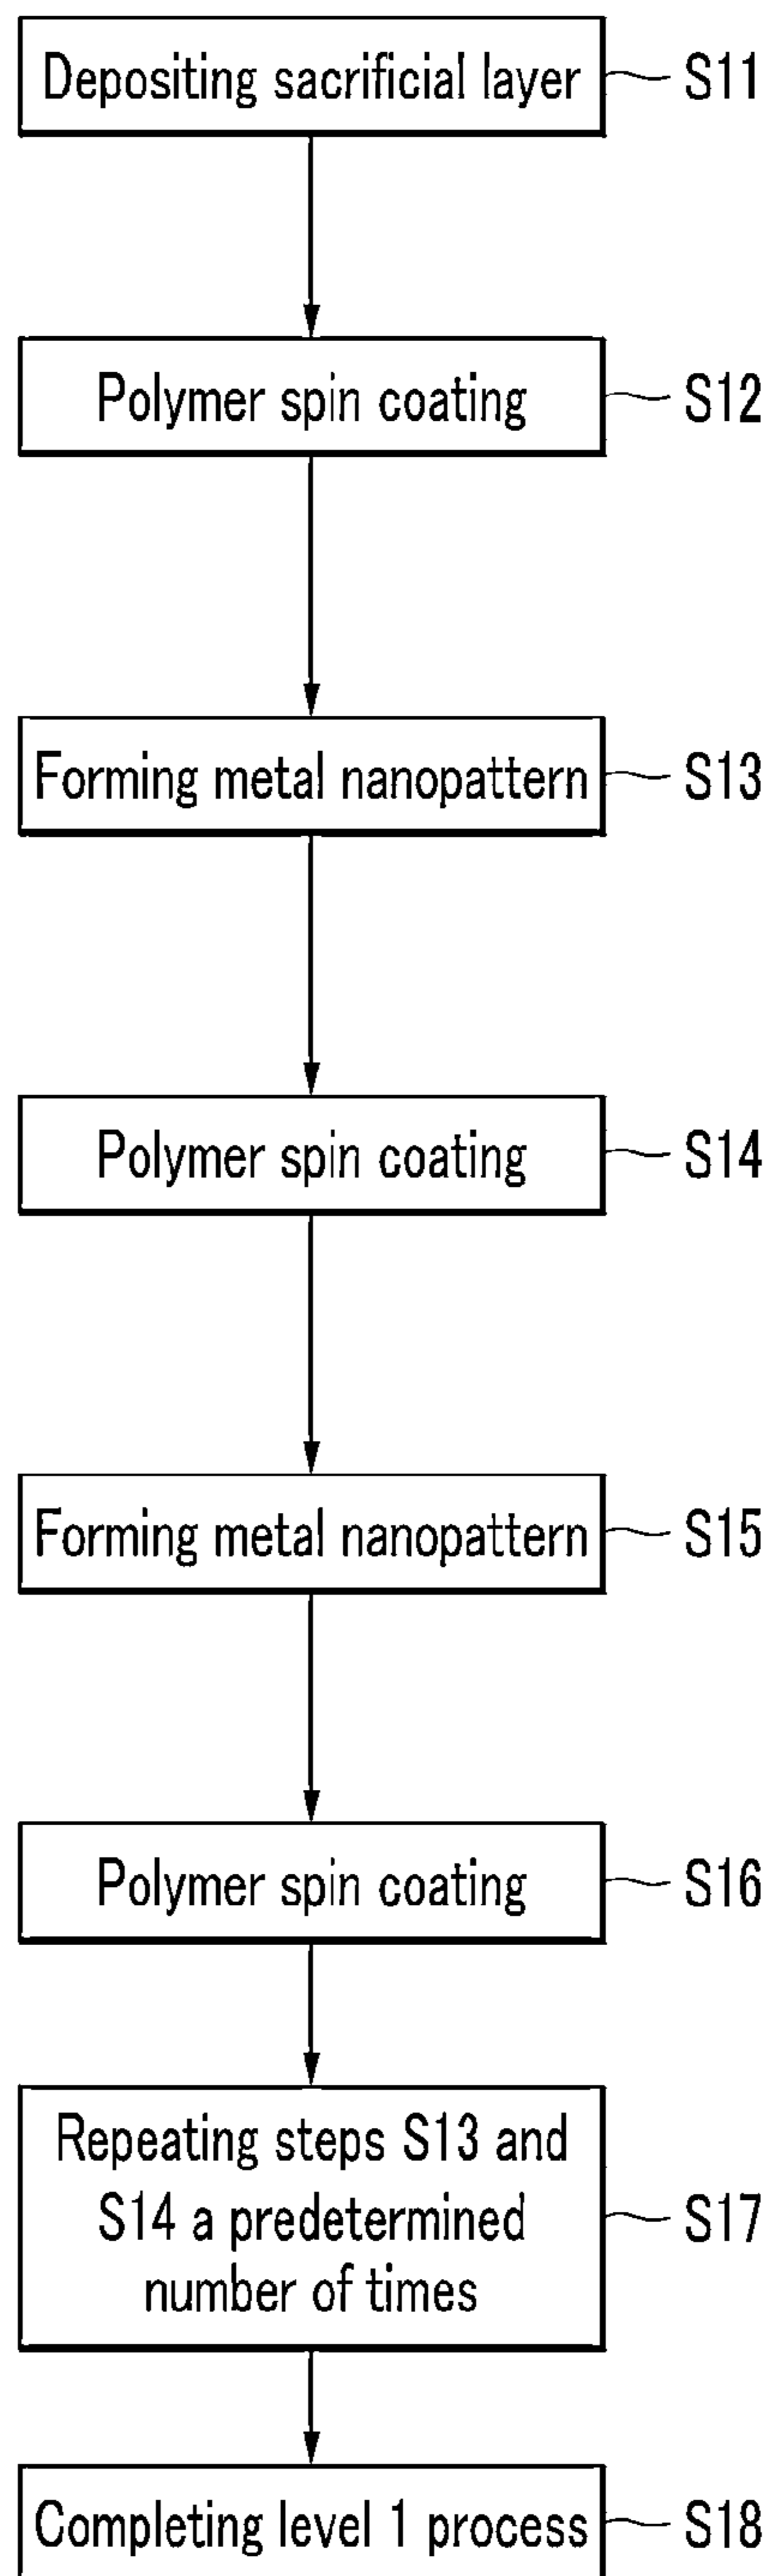 Depositing sacrificial layer S11
Polymer spin coating S12
Forming metal nanopattern S13
Polymer spin coating S14
Forming metal nanopattern S15
Polymer spin coating S16
Repeating steps S13 and
S14 a predetermined S17
number of times
Completing level 1 process S18